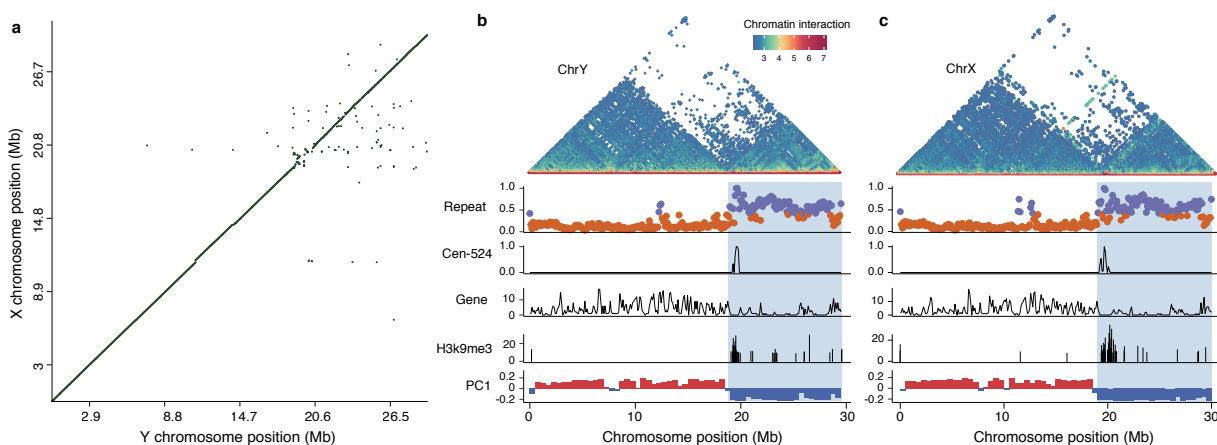 a
X chromosome position (Mb)
26.7
20.8
14.8
8.9
3
2.9 8.8 14.7 20.6 26.5
Y chromosome position (Mb)
b
Chromatin interaction
3 4 5 6 7
ChrY
Repeat
1.0
0.5
0.0
Cen-524
1.0
0.0
Gene
10
0
H3k9me3
20
0
PC1
0.2
-0.2
0 10 20 30
Chromosome position (Mb)
c
ChrX
1.0
0.5
0.0
1.0
0.0
10
0
20
0
0.2
-0.2
0 10 20 30
Chromosome position (Mb)